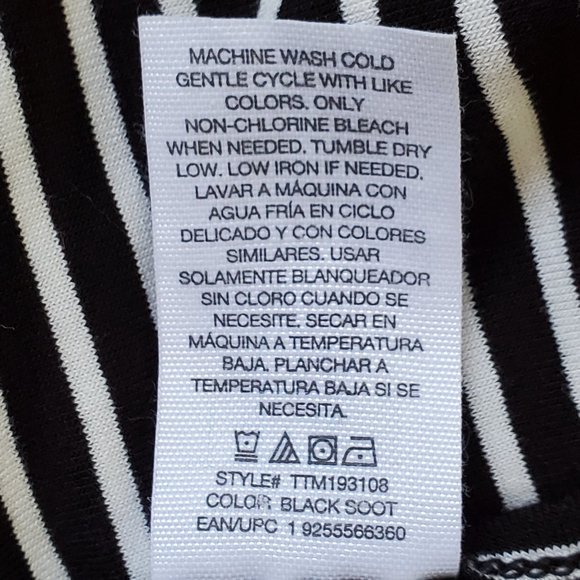 MACHINE WASH COLD
GENTLE CYCLE WITH LIKE
COLORS. ONLY
NON-CHLORINE BLEACH
WHEN NEEDED. TUMBLE DRY
LOW. LOW IRON IF NEEDED.
LAVAR A MÁQUINA CON
AGUA FRÍA EN CICLO
DELICADO Y CON COLORES
SIMILARES. USAR
SOLAMENTE BLANQUEADOR
SIN CLORO CUANDO SE
NECESITE. SECAR EN
MÁQUINA A TEMPERATURA
BAJA. PLANCHAR A
TEMPERATURA BAJA SI SE
NECESITA.
STYLE# TTM193108
COLOR BLACK SOOT
EAN/UPC 1 9255566360